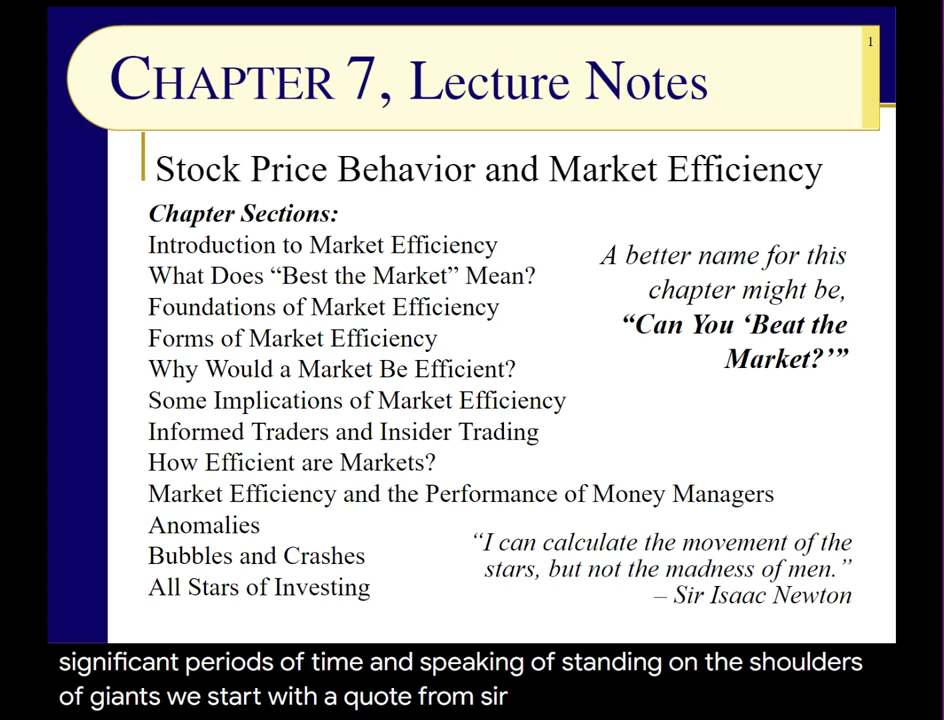 1
CHAPTER 7, Lecture Notes
Stock Price Behavior and Market Efficiency
Chapter Sections:
Introduction to Market Efficiency
What Does “Best the Market” Mean?
Foundations of Market Efficiency
Forms of Market Efficiency
Why Would a Market Be Efficient?
Some Implications of Market Efficiency
Informed Traders and Insider Trading
How Efficient are Markets?
Market Efficiency and the Performance of Money Managers
Anomalies
Bubbles and Crashes
All Stars of Investing
A better name for this
chapter might be,
“Can You ‘Beat the
Market?’”
“I can calculate the movement of the
stars, but not the madness of men.”
– Sir Isaac Newton
significant periods of time and speaking of standing on the shoulders
of giants we start with a quote from sir